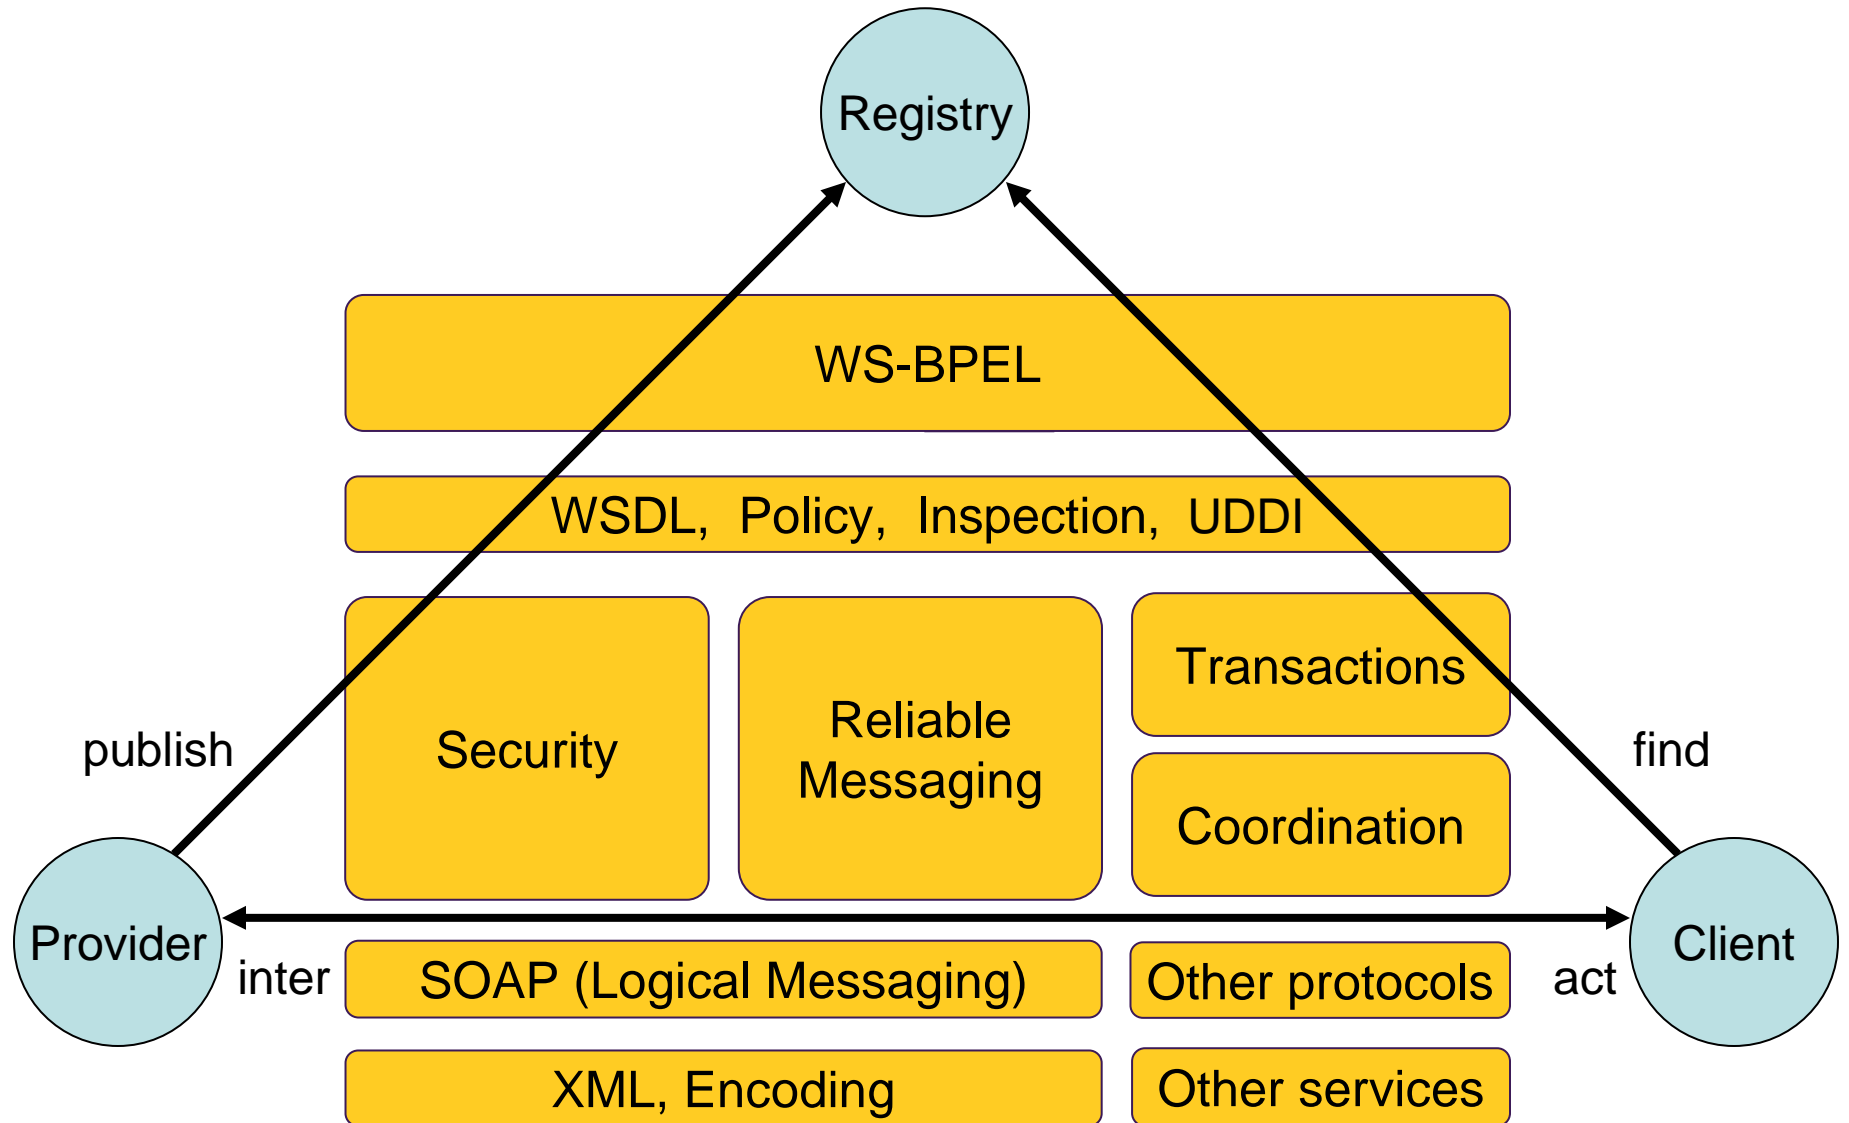 Registry
WS-BPEL
WSDL, Policy, Inspection, UDDI
Security
Reliable
Messaging
Transactions
Coordination
publish
find
Provider
Client
inter
act
SOAP (Logical Messaging)
Other protocols
XML, Encoding
Other services